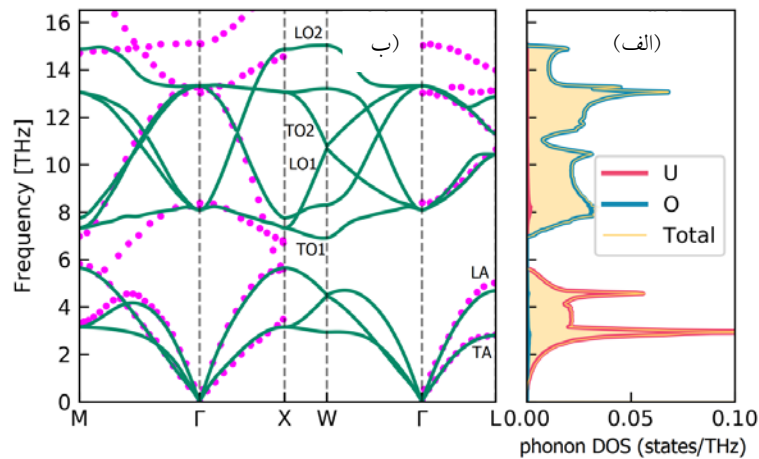 16
14
12
10
8
6
4
2
0
Frequency [THz]
M
Γ
X
W
Γ
L
LO2
(ب
TO2
LO1
TO1
LA
TA
(الف)
U
O
Total
0.00
0.05
0.10
phonon DOS (states/THz)